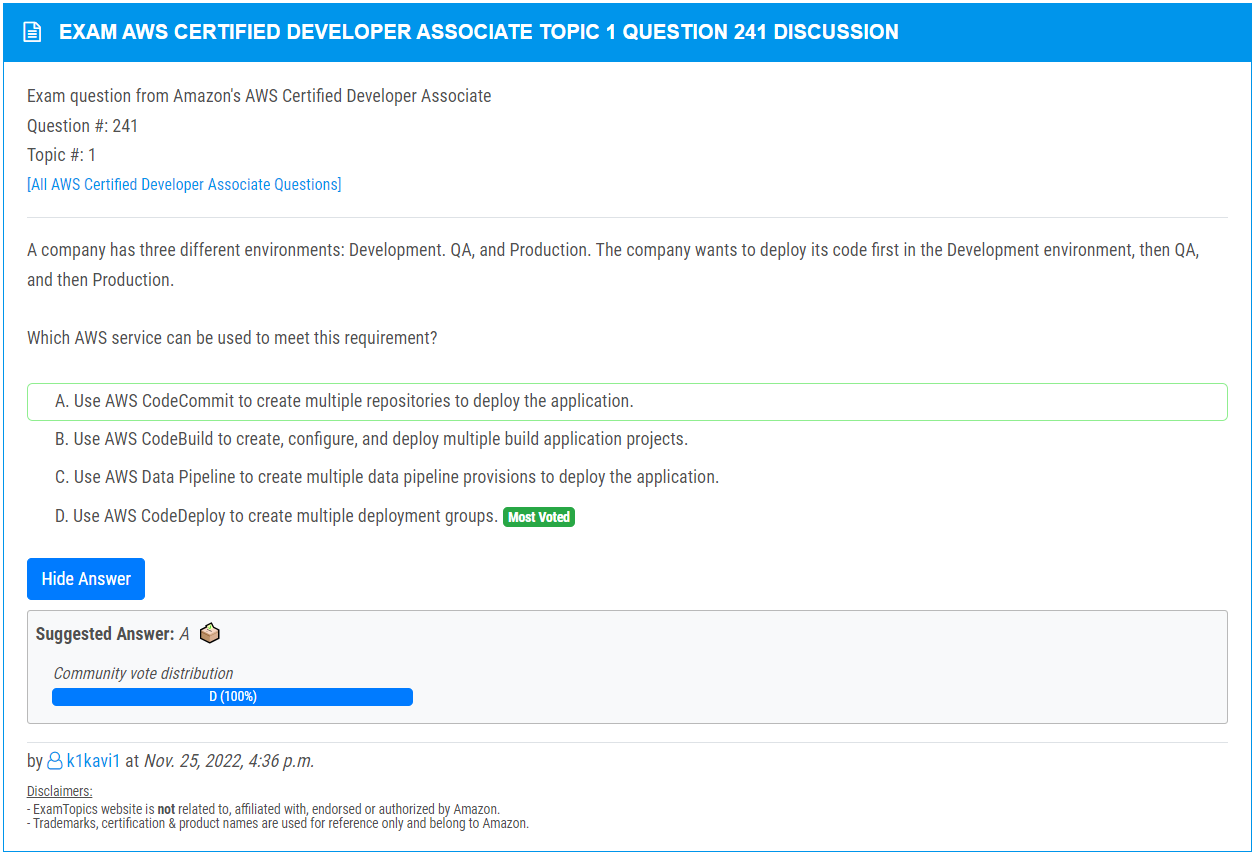 EXAM AWS CERTIFIED DEVELOPER ASSOCIATE TOPIC 1 QUESTION 241 DISCUSSION
Exam question from Amazon's AWS Certified Developer Associate
Question #: 241
Topic #: 1
[All AWS Certified Developer Associate Questions]
A company has three different environments: Development. QA, and Production. The company wants to deploy its code first in the Development environment, then QA,
and then Production.
Which AWS service can be used to meet this requirement?
A. Use AWS CodeCommit to create multiple repositories to deploy the application.
B. Use AWS CodeBuild to create, configure, and deploy multiple build application projects.
C. Use AWS Data Pipeline to create multiple data pipeline provisions to deploy the application.
D. Use AWS CodeDeploy to create multiple deployment groups. Most Voted
Hide Answer
Suggested Answer: A
Community vote distribution
D (100%)
by k1kavi1 at Nov. 25, 2022, 4:36 p.m.
Disclaimers:
- ExamTopics website is not related to, affiliated with, endorsed or authorized by Amazon.
- Trademarks, certification & product names are used for reference only and belong to Amazon.